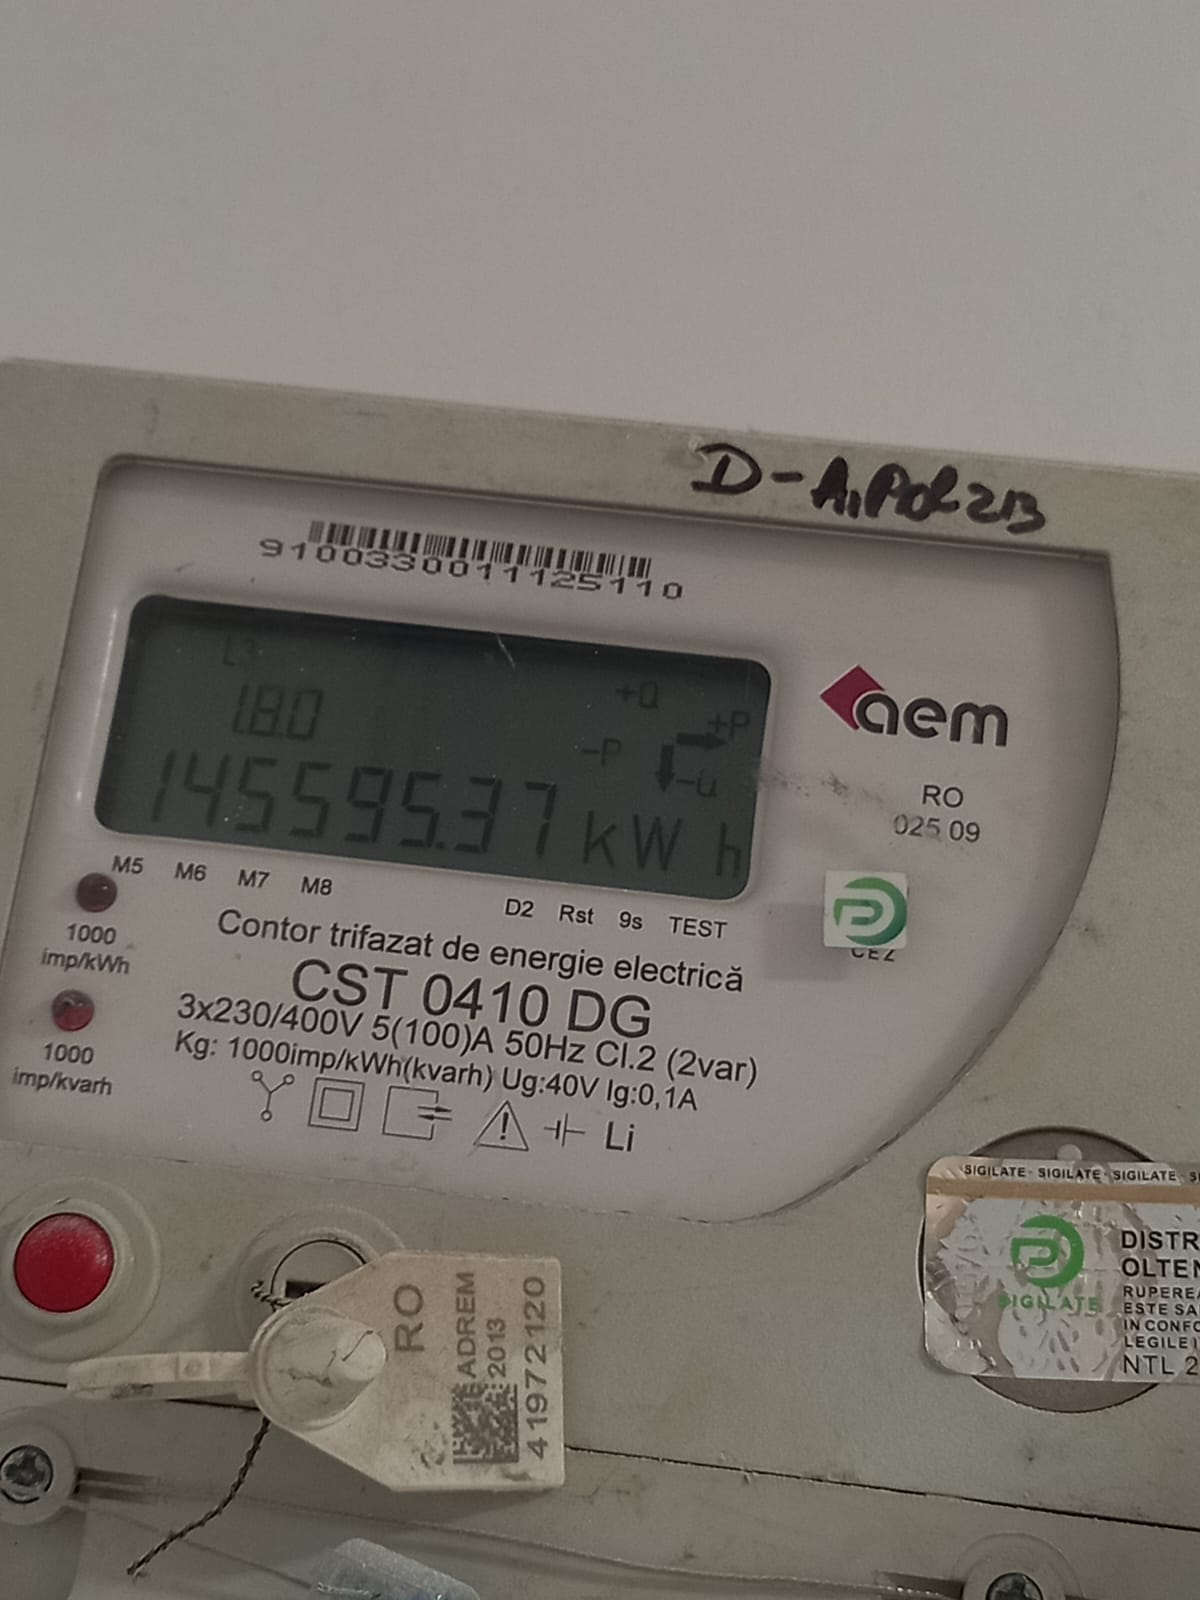 D-A.Pol 213
9100330011125110
L3
+Q
1.8.0
+P
-P
145595.37 kWh
M5 M6 M7 M8
D2 Rst 9s TEST
aem
RO
025 09
CEZ
1000
imp/kWh
1000
imp/kvarh
Contor trifazat de energie electrică
CST 0410 DG
3x230/400V 5(100)A 50Hz Cl.2 (2var)
Kg: 1000imp/kWh(kvarh) Ug:40V Ig:0,1A
Li
RO
ADREM
2013
41972120
SIGILATE · SIGILATE · SIGILATE ·
SIGILATE
DISTR
OLTEN
RUPERE
ESTE SA
IN CONFO
LEGILE
NTL 2